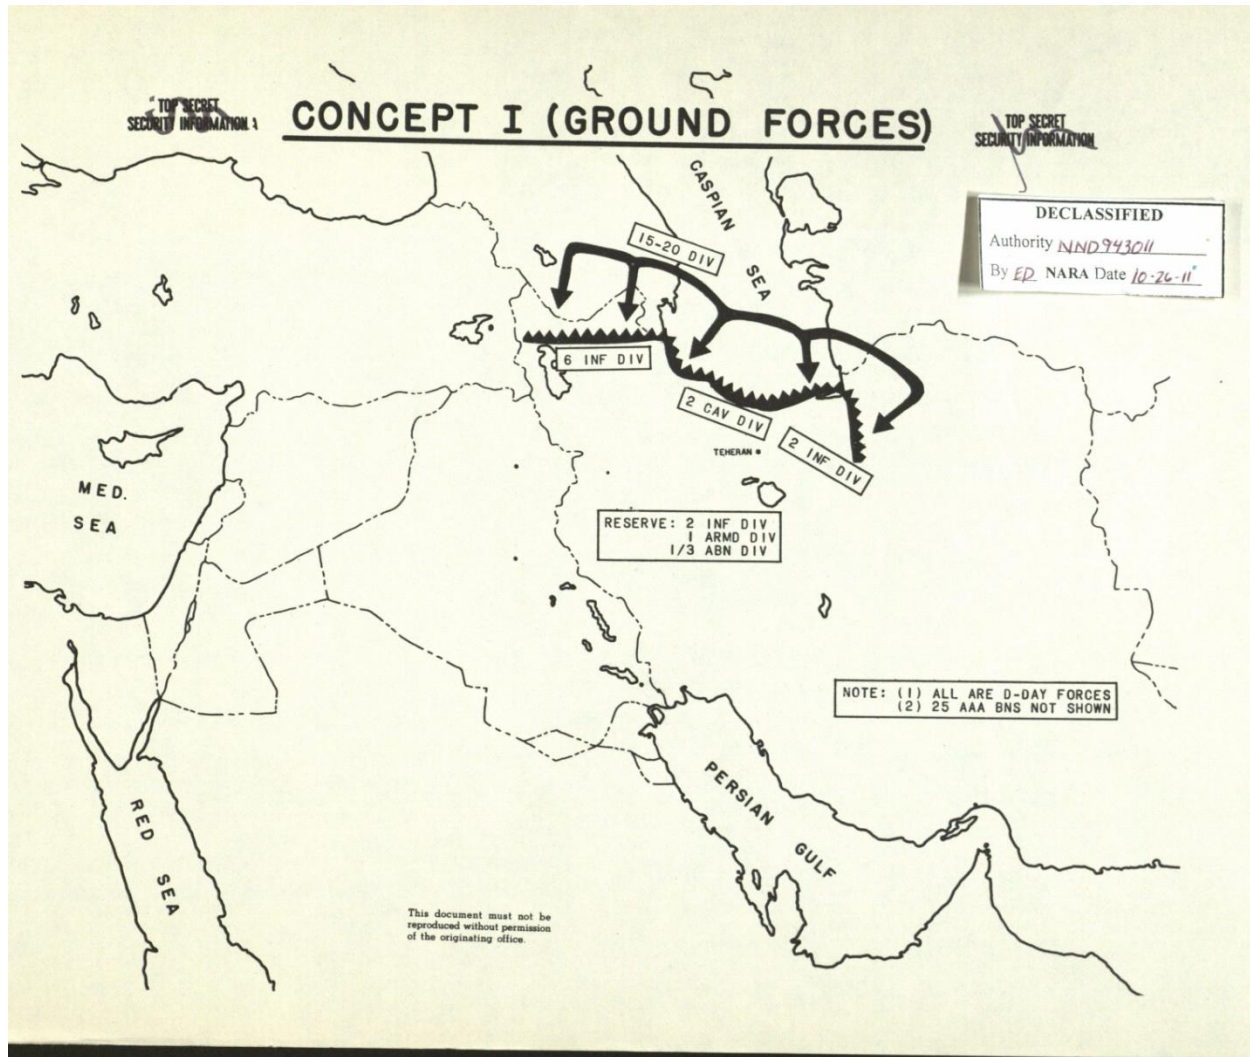 TOP SECRET
SECURITY INFORMATION
CONCEPT I (GROUND FORCES)
TOP SECRET
SECURITY INFORMATION
DECLASSIFIED
Authority NND943011
By ED NARA Date 10-26-11
CASPIAN
SEA
15-20 DIV
6 INF DIV
2 CAV DIV
2 INF DIV
TEHERAN
MED.
SEA
RESERVE: 2 INF DIV
1 ARMD DIV
1/3 ABN DIV
NOTE: (1) ALL ARE D-DAY FORCES
(2) 25 AAA BNS NOT SHOWN
PERSIAN
GULF
RED
SEA
This document must not be
reproduced without permission
of the originating office.